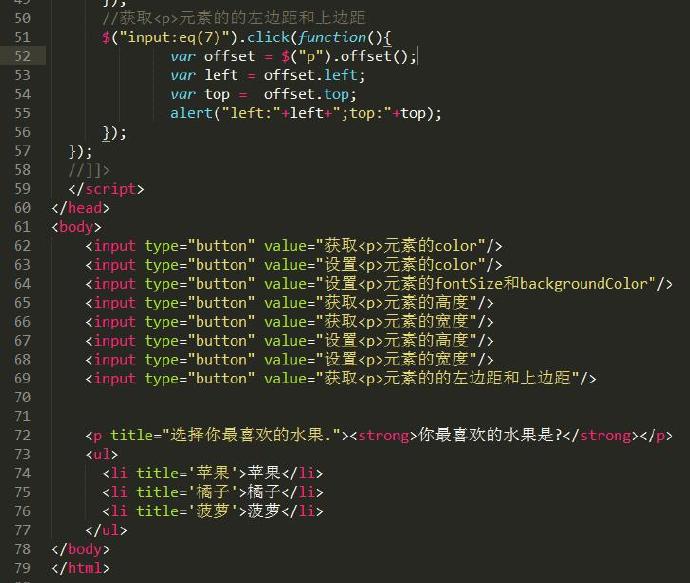 49 });
50 //获取<p>元素的的左边距和上边距
51 $("input:eq(7)").click(function(){
52 var offset = $("p").offset();
53 var left = offset.left;
54 var top =  offset.top;
55 alert("left:"+left+";top:"+top);
56 });
57 });
58 //]]>
59 </script>
60 </head>
61 <body>
62 <input type="button" value="获取<p>元素的color"/>
63 <input type="button" value="设置<p>元素的color"/>
64 <input type="button" value="设置<p>元素的fontSize和backgroundColor"/>
65 <input type="button" value="获取<p>元素的高度"/>
66 <input type="button" value="获取<p>元素的宽度"/>
67 <input type="button" value="设置<p>元素的高度"/>
68 <input type="button" value="设置<p>元素的宽度"/>
69 <input type="button" value="获取<p>元素的的左边距和上边距"/>
70
71
72 <p title="选择你最喜欢的水果."><strong>你最喜欢的水果是?</strong></p>
73 <ul>
74 <li title='苹果'>苹果</li>
75 <li title='橘子'>橘子</li>
76 <li title='菠萝'>菠萝</li>
77 </ul>
78 </body>
79 </html>